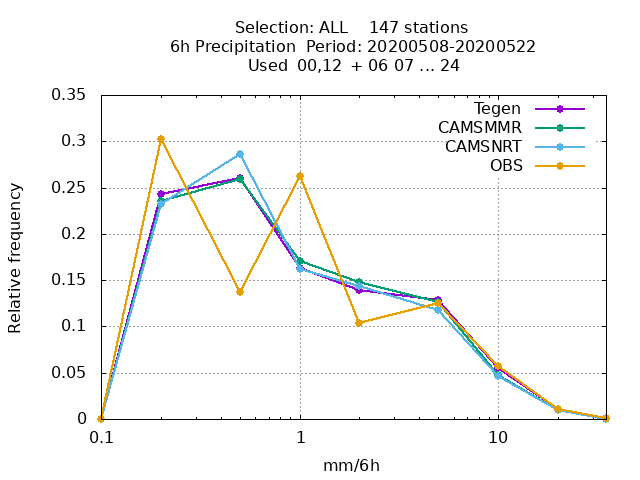 Selection: ALL    147 stations
6h Precipitation  Period: 20200508-20200522
Used  00,12  + 06 07 ... 24
Tegen
CAMSMMR
CAMSNRT
OBS
0.35
0.3
0.25
0.2
0.15
0.1
0.05
0
Relative frequency
0.1
1
10
mm/6h